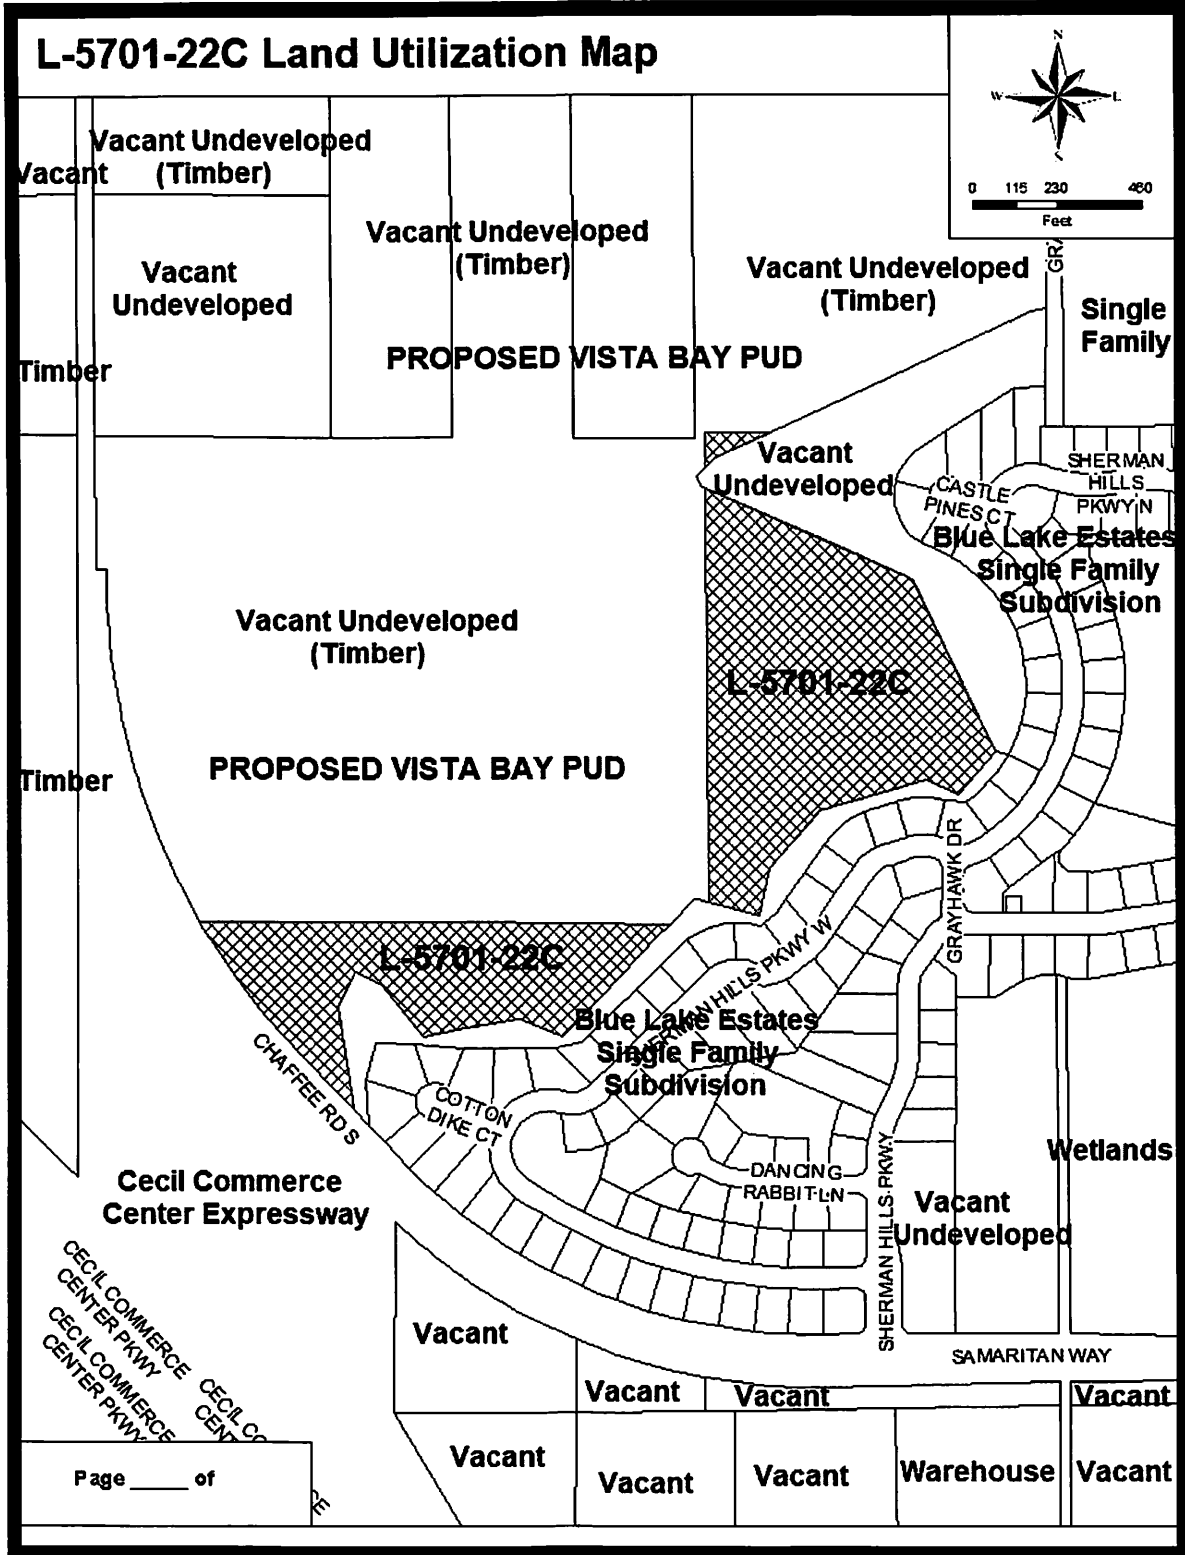 L-5701-22C Land Utilization Map
N
W
S
0 115 230 460
Feet
Vacant Undeveloped
(Timber)
Vacant
Vacant Undeveloped
(Timber)
Vacant
Undeveloped
Vacant Undeveloped
(Timber)
GRA
Single
Family
Timber
PROPOSED VISTA BAY PUD
Vacant
Undeveloped
SHERMAN
HILLS
PKWY N
CASTLE
PINES CT
Blue Lake Estates
Single Family
Subdivision
Vacant Undeveloped
(Timber)
L-5701-22C
Timber
PROPOSED VISTA BAY PUD
GRAYHAWK DR
SHERMAN HILLS PKWY W
L-5701-22C
Blue Lake Estates
Single Family
Subdivision
CHAFFEE RD S
COTTON
DIKE CT
DANCING
RABBIT LN
SHERMAN HILLS PKWY
Wetlands
Vacant
Undeveloped
Cecil Commerce
Center Expressway
CECIL COMMERCE
CENTER PKWY
CECIL COMMERCE
CENTER PKWY
CECIL CO
CENT
CE
Vacant
SAMARITAN WAY
Vacant
Vacant
Vacant
Vacant
Vacant
Vacant
Warehouse
Vacant
Page _____ of